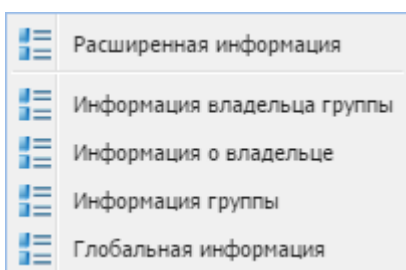 Расширенная информация
Информация владельца группы
Информация о владельце
Информация группы
Глобальная информация